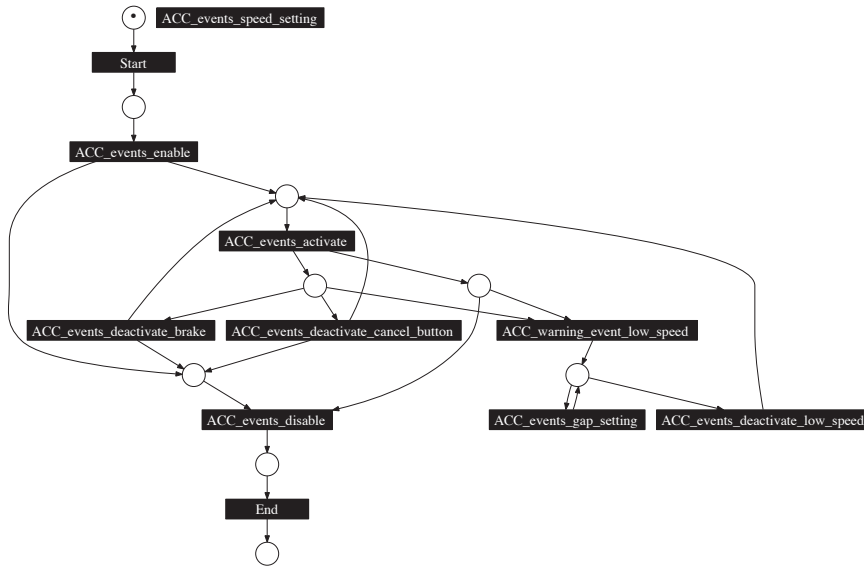 ACC_events_speed_setting
Start
ACC_events_enable
ACC_events_activate
ACC_events_deactivate_brake
ACC_events_deactivate_cancel_button
ACC_warning_event_low_speed
ACC_events_disable
ACC_events_gap_setting
ACC_events_deactivate_low_speed
End